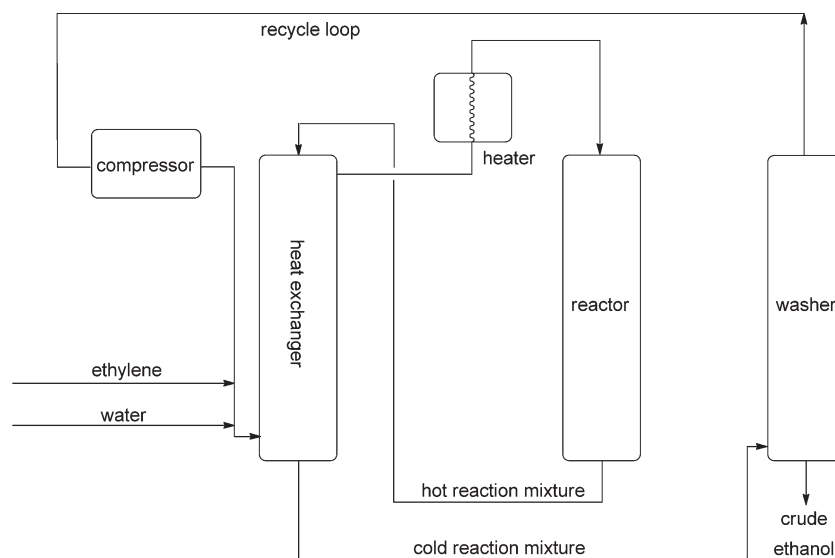 recycle loop
heater
compressor
heat exchanger
reactor
washer
ethylene
water
hot reaction mixture
cold reaction mixture
crude
ethanol